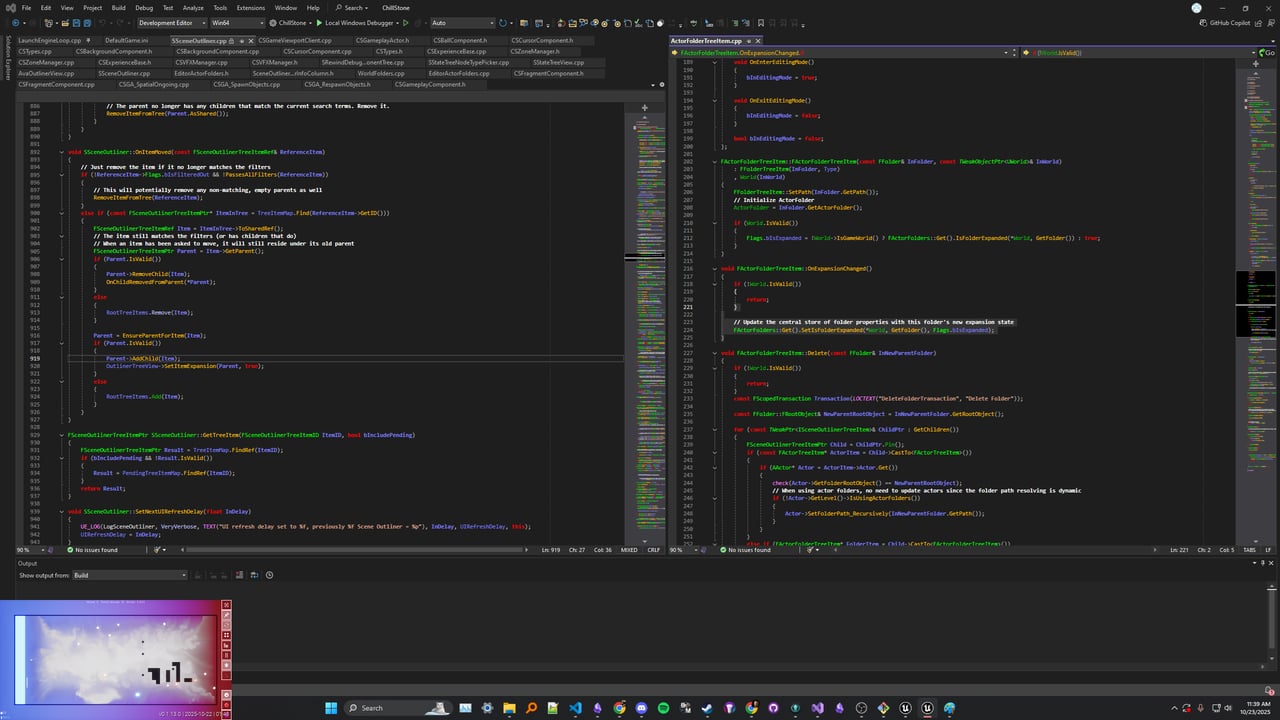 File Edit View Project Build Debug Test Analyze Tools Extensions Window Help Search ChillStone
Development Editor Win64 ChillStone Local Windows Debugger Auto GitHub Copilot
LaunchEngineLoop.cpp DefaultGame.ini SSceneOutliner.cpp CSGameViewportClient.cpp CSGameplayActor.cpp CSBallComponent.h CSCursorComponent.h
CSTypes.cpp CSBackgroundComponent.h CSBackgroundComponent.cpp CSCursorComponent.cpp CSTypes.h CSExperienceBase.cpp CSZoneManager.h
CSZoneManager.cpp CSExperienceBase.h CSVFXManager.cpp CSVFXManager.h
StateTreeNodeTypePicker.cpp StateTreeView.cpp
AvaOutlinerView.cpp SSceneOutliner.cpp EditorActorFolders.h WorldFolders.cpp EditorActorFolders.cpp CSFragmentComponent.h
CSFragmentComponent.cpp CSGA_SpatialOngoing.cpp CSGA_SpawnObjects.cpp CSGA_RespawnObjects.cpp CSGameplayComponent.h
886 // The parent no longer has any children that match the current search terms. Remove it.
887 RemoveItemFromTree(Parent.AsShared());
888 }
889 }
890 }
891
892 void SSceneOutliner::OnItemMoved(const FSceneOutlinerTreeItemRef& ReferenceItem)
893 {
894 // Just remove the item if it no longer matches the filters
895 if (!ReferenceItem->Flags.bIsFilteredOut && !PassesAllFilters(ReferenceItem))
896 {
897 // This will potentially remove any non-matching, empty parents as well
898 RemoveItemFromTree(ReferenceItem);
899 }
900 else if (const FSceneOutlinerTreeItemPtr* ItemInTree = TreeItemMap.Find(ReferenceItem->GetID()))
901 {
902 FSceneOutlinerTreeItemRef Item = ItemInTree->ToSharedRef();
903 // The item still matches the filters (or has children that do)
904 // When an item has been asked to move, it will still reside under its old parent
905 FSceneOutlinerTreeItemPtr Parent = Item->GetParent();
906 if (Parent.IsValid())
907 {
908 Parent->RemoveChild(Item);
909 OnChildRemovedFromParent(*Parent);
910 }
911 else
912 {
913 RootTreeItems.Remove(Item);
914 }
915
916 Parent = EnsureParentForItem(Item);
917 if (Parent.IsValid())
918 {
919 Parent->AddChild(Item);
920 OutlinerTreeView->SetItemExpansion(Parent, true);
921 }
922 else
923 {
924 RootTreeItems.Add(Item);
925 }
926 }
927 }
928
929 FSceneOutlinerTreeItemPtr SSceneOutliner::GetTreeItem(FSceneOutlinerTreeItemID ItemID, bool bIncludePending)
930 {
931 FSceneOutlinerTreeItemPtr Result = TreeItemMap.FindRef(ItemID);
932 if (bIncludePending && !Result.IsValid())
933 {
934 Result = PendingTreeItemMap.FindRef(ItemID);
935 }
936 return Result;
937 }
938
939 void SSceneOutliner::SetNextUIRefreshDelay(float InDelay)
940 {
941 UE_LOG(LogSceneOutliner, VeryVerbose, TEXT("UI refresh delay set to %f, previously %f Scene Outliner = %p"), InDelay, UIRefreshDelay, this);
942 UIRefreshDelay = InDelay;
943 }
90 % No issues found Ln: 919 Ch: 27 Col: 36 MIXED CRLF
ActorFolderTreeItem.cpp
FActorFolderTreeItem.OnExpansionChanged if (!World.IsValid()) Go
189 void OnEnterEditingMode()
190 {
191 bInEditingMode = true;
192 }
193
194 void OnExitEditingMode()
195 {
196 bInEditingMode = false;
197 }
198
199 bool bInEditingMode = false;
200 };
201
202 FActorFolderTreeItem::FActorFolderTreeItem(const FFolder& InFolder, const TWeakObjectPtr<UWorld>& InWorld)
: FFolderTreeItem(InFolder, Type)
, World(InWorld)
{
FFolderTreeItem::SetPath(InFolder.GetPath());
// Initialize ActorFolder
ActorFolder = InFolder.GetActorFolder();
if (World.IsValid())
{
Flags.bIsExpanded = (World->IsGameWorld()) ? FActorFolders::Get().IsFolderExpanded(*World, GetFolder()
}
}
216 void FActorFolderTreeItem::OnExpansionChanged()
217 {
218 if (!World.IsValid())
219 {
220 return;
221 }
222
223 // Update the central store of folder properties with this folder's new expansion state
224 FActorFolders::Get().SetIsFolderExpanded(*World, GetFolder(), Flags.bIsExpanded);
225 }
226
227 void FActorFolderTreeItem::Delete(const FFolder& InNewParentFolder)
228 {
229 if (!World.IsValid())
230 {
231 return;
232 }
233 const FScopedTransaction Transaction(LOCTEXT("DeleteFolderTransaction", "Delete Folder"));
234
235 const FFolder::FRootObject& NewParentRootObject = InNewParentFolder.GetRootObject();
236
237 for (const TWeakPtr<ISceneOutlinerTreeItem>& ChildPtr : GetChildren())
238 {
239 FSceneOutlinerTreeItemPtr Child = ChildPtr.Pin();
240 if (const FActorTreeItem* ActorItem = Child->CastTo<FActorTreeItem>())
241 {
242 if (AActor* Actor = ActorItem->Actor.Get())
243 {
244 check(Actor->GetFolderRootObject() == NewParentRootObject);
245 // When using actor folders, no need to update actors since the folder path resolving is dynamic
246 if (!Actor->GetLevel()->IsUsingActorFolders())
247 {
248 Actor->SetFolderPath_Recursively(InNewParentFolder.GetPath());
249 }
250 }
251 }
252 else if (FActorFolderTreeItem* FolderItem = Child->CastTo<FActorFolderTreeItem>())
90 % No issues found Ln: 221 Ch: 2 Col: 5 TABS LF
Output
Show output from: Build
Search
11:39 AM
10/23/2025